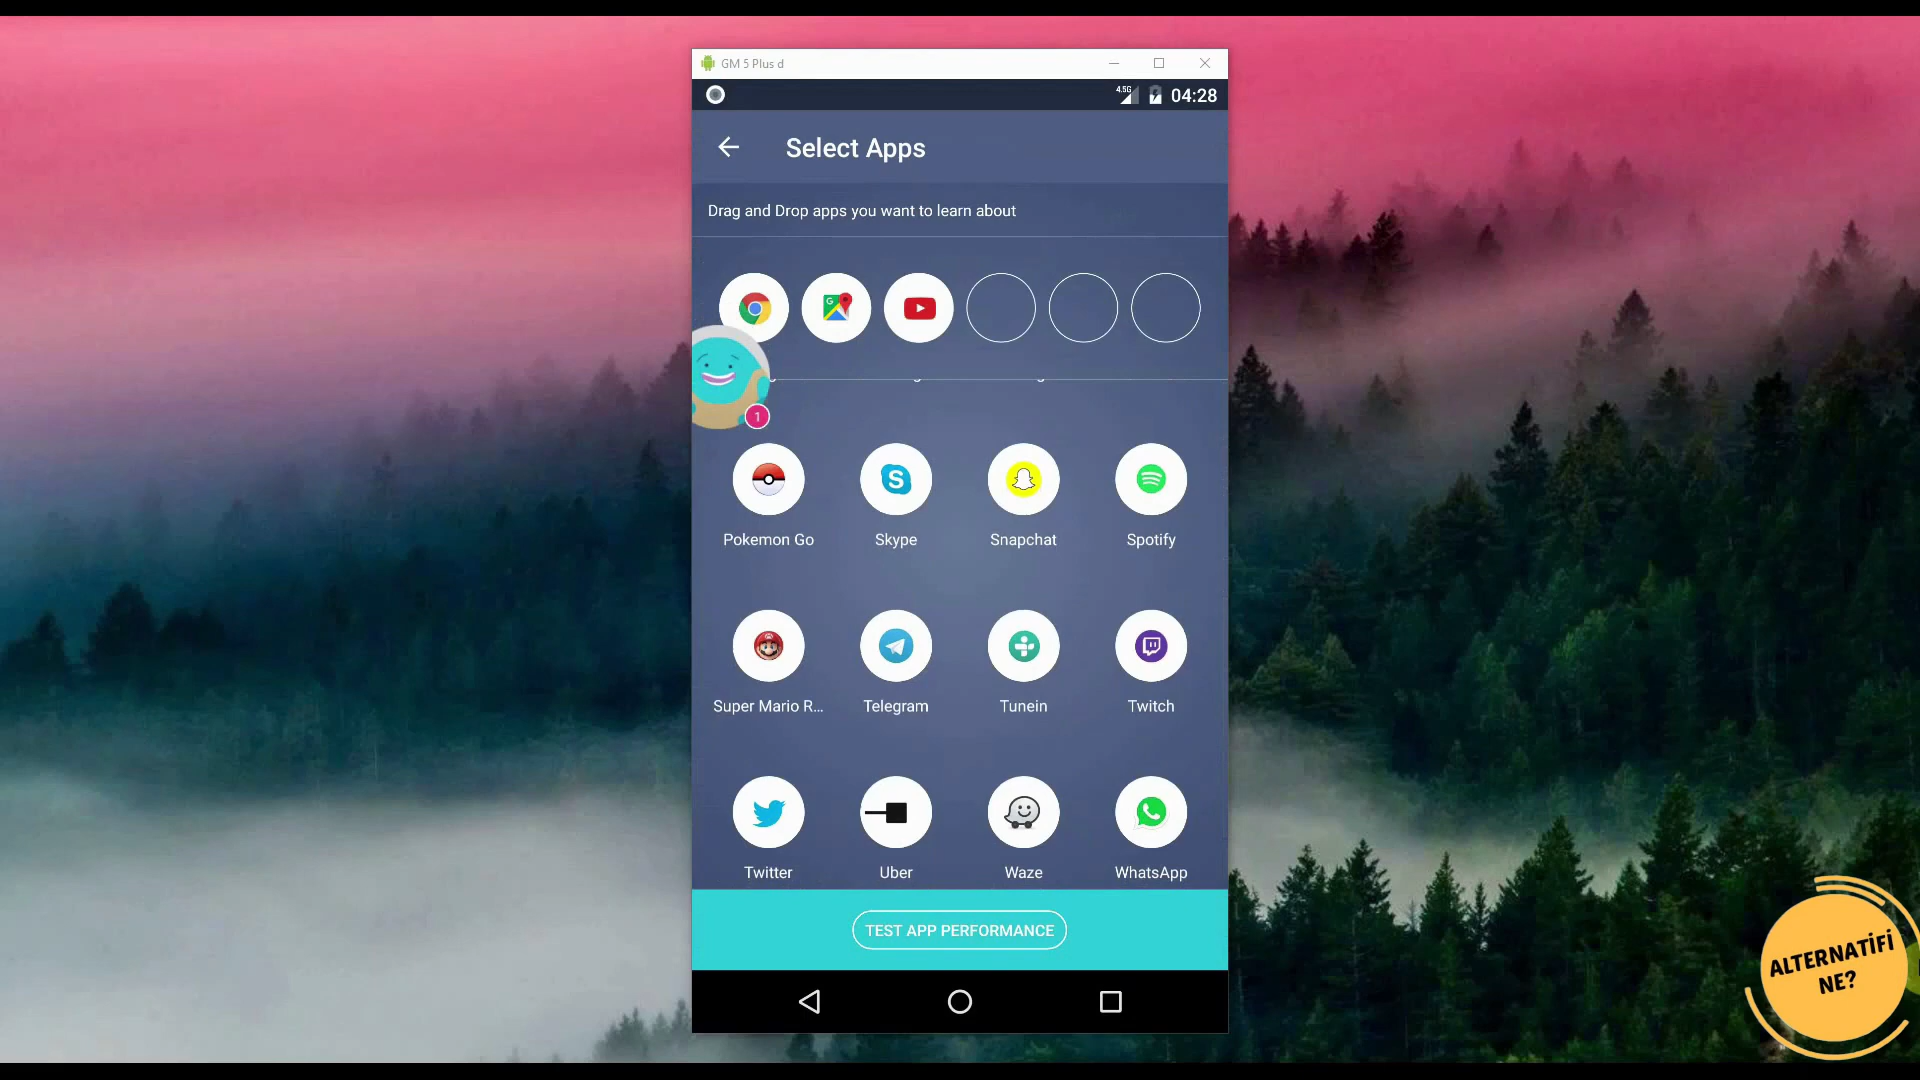 GM 5 Plus d
4.5G
04:28
Select Apps
Drag and Drop apps you want to learn about
1
Pokemon Go
Skype
Snapchat
Spotify
Super Mario R...
Telegram
Tunein
Twitch
Twitter
Uber
Waze
WhatsApp
TEST APP PERFORMANCE
ALTERNATİFİ
NE?